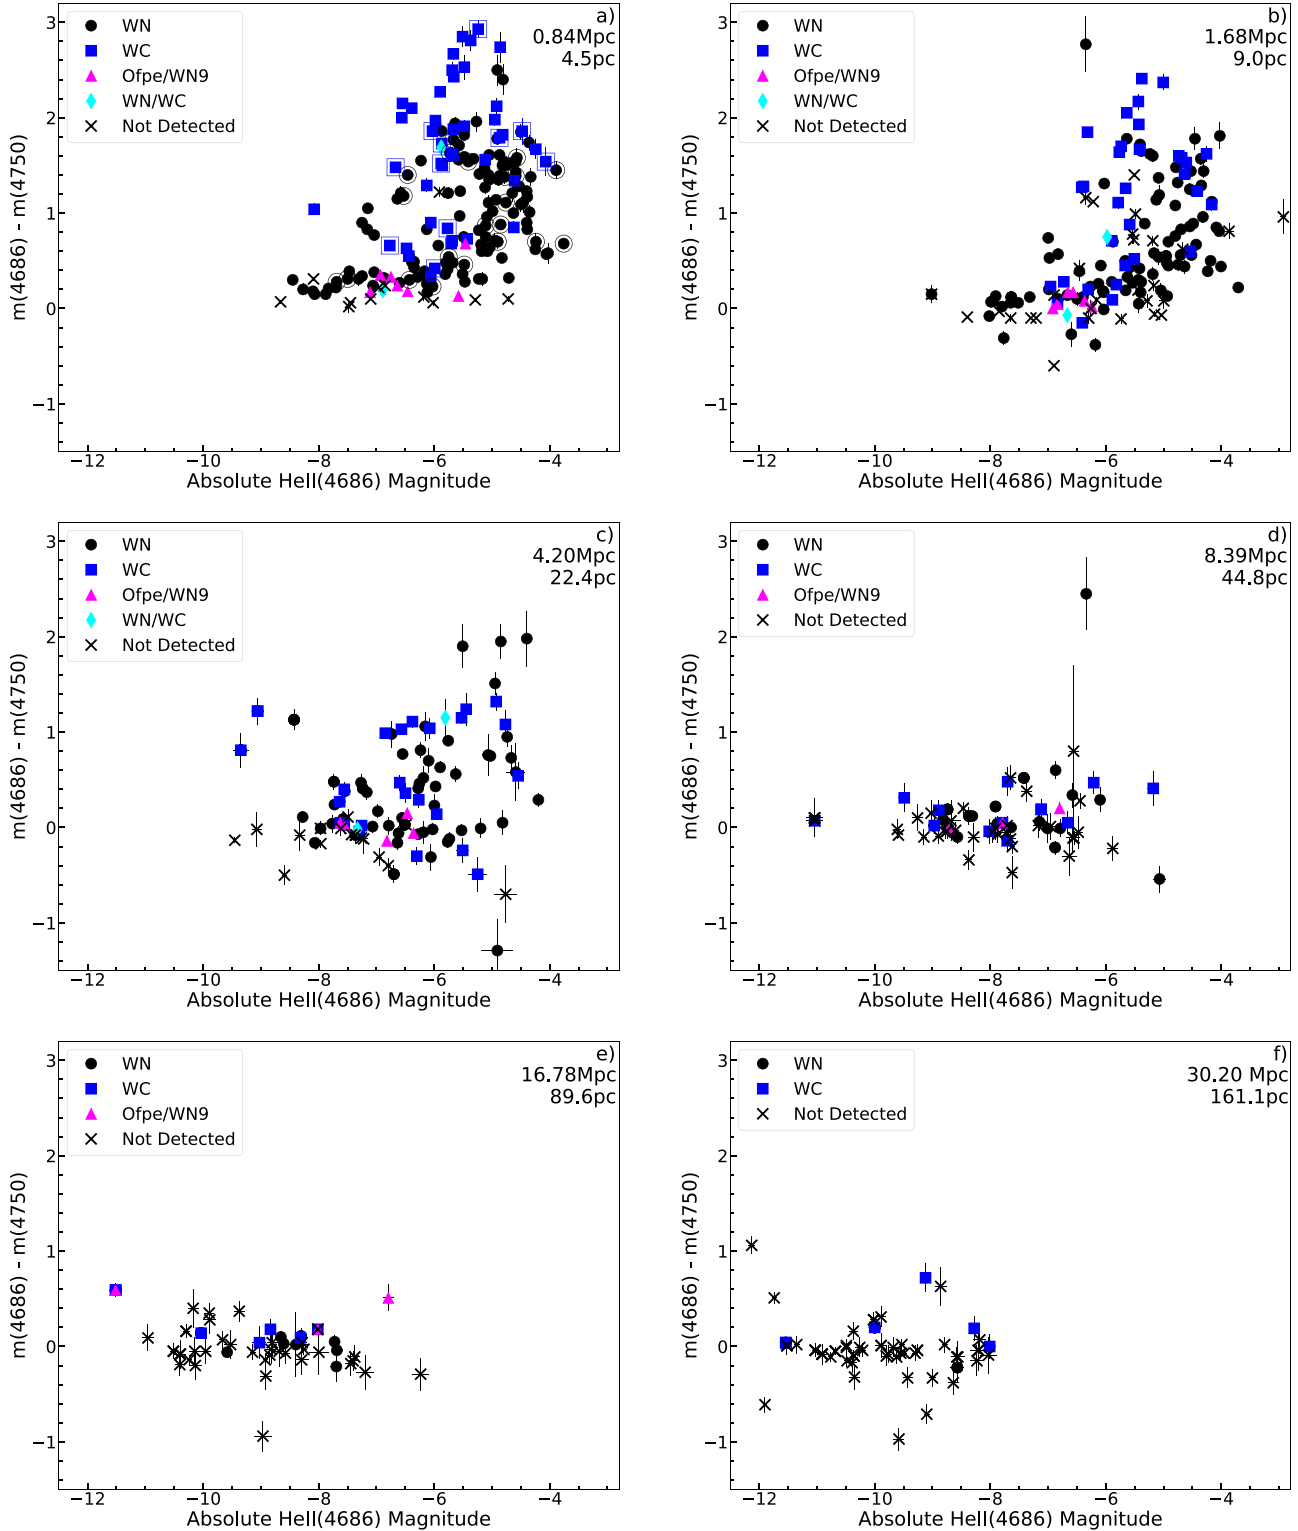 a)
0.84Mpc
4.5pc
WN
WC
Ofpe/WN9
WN/WC
Not Detected
3
2
1
0
−1
m(4686) - m(4750)
−12 −10 −8 −6 −4
Absolute HeII(4686) Magnitude
b)
1.68Mpc
9.0pc
WN
WC
Ofpe/WN9
WN/WC
Not Detected
3
2
1
0
−1
m(4686) - m(4750)
−12 −10 −8 −6 −4
Absolute HeII(4686) Magnitude
c)
4.20Mpc
22.4pc
WN
WC
Ofpe/WN9
WN/WC
Not Detected
3
2
1
0
−1
m(4686) - m(4750)
−12 −10 −8 −6 −4
Absolute HeII(4686) Magnitude
d)
8.39Mpc
44.8pc
WN
WC
Ofpe/WN9
Not Detected
3
2
1
0
−1
m(4686) - m(4750)
−12 −10 −8 −6 −4
Absolute HeII(4686) Magnitude
e)
16.78Mpc
89.6pc
WN
WC
Ofpe/WN9
Not Detected
3
2
1
0
−1
m(4686) - m(4750)
−12 −10 −8 −6 −4
Absolute HeII(4686) Magnitude
f)
30.20 Mpc
161.1pc
WN
WC
Not Detected
3
2
1
0
−1
m(4686) - m(4750)
−12 −10 −8 −6 −4
Absolute HeII(4686) Magnitude